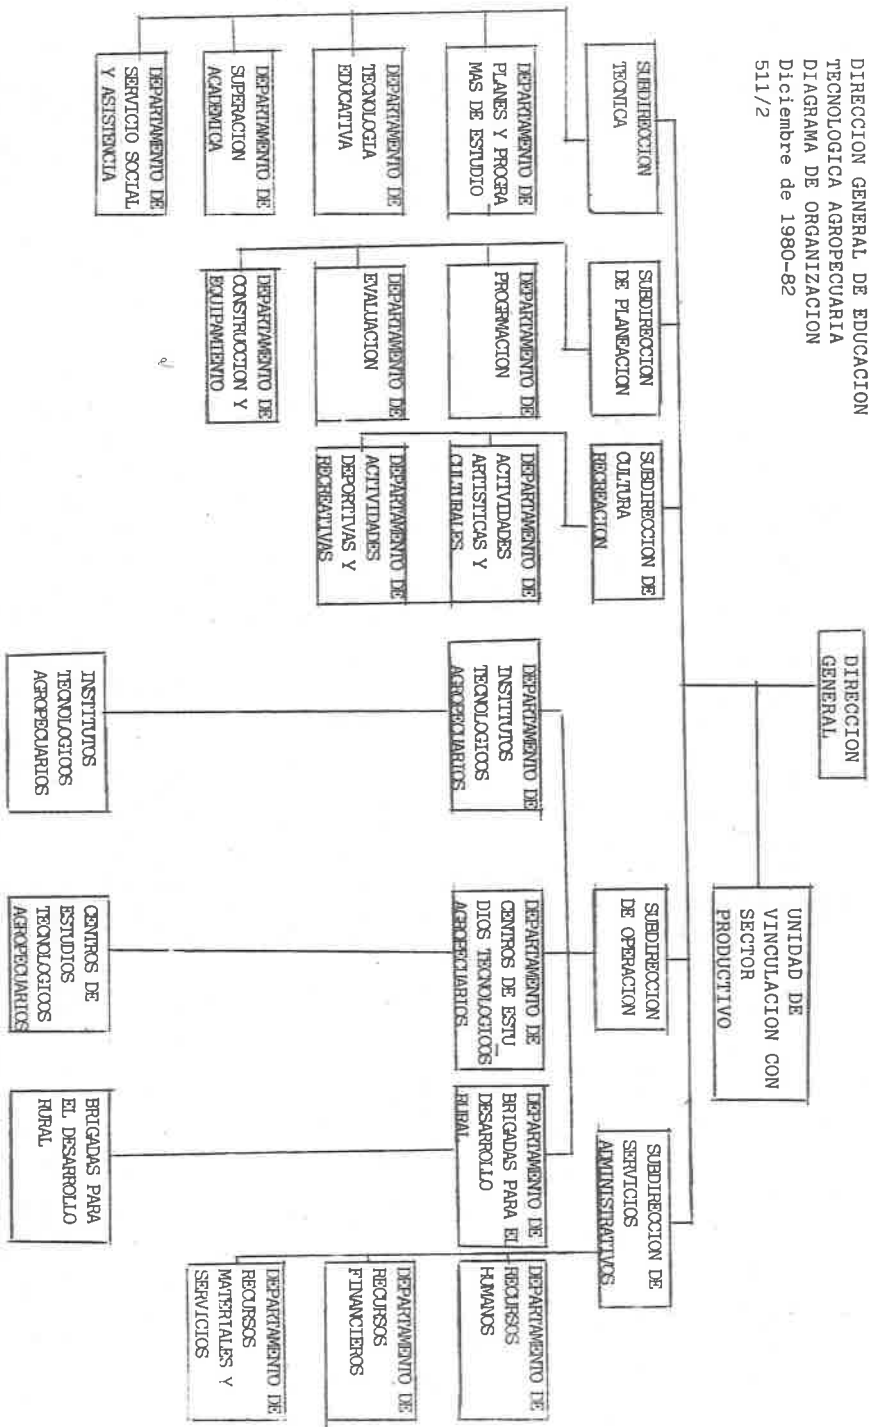 DIRECCION GENERAL DE EDUCACION
TECNOLOGICA AGROPECUARIA
DIAGRAMA DE ORGANIZACION
Diciembre de 1980-82
511/2
DIRECCION
GENERAL
UNIDAD DE
VINCULACION CON
SECTOR
PRODUCTIVO
SUBDIRECCION
TECNICA
SUBDIRECCION
DE PLANEACION
SUBDIRECCION DE
CULTURA
RECREACION
SUBDIRECCION
DE OPERACION
SUBDIRECCION DE
SERVICIOS
ADMINISTRATIVOS
DEPARTAMENTO DE
PLANES Y PROGRA
MAS DE ESTUDIO
DEPARTAMENTO DE
PROGRMACION
DEPARTAMENTO DE
ACTIVIDADES
ARTISTICAS Y
CULTURALES
DEPARTAMENTO DE
INSTITUTOS
TECNOLOGICOS
AGROPECUARIOS
DEPARTAMENTO DE
CENTROS DE ESTU_
DIOS TECNOLOGICOS
AGROPECUARIOS
DEPARTAMENTO DE
BRIGADAS PARA EL
DESARROLLO
RURAL
DEPARTAMENTO DE
RECURSOS
HUMANOS
DEPARTAMENTO DE
TECNOLOGIA
EDUCATIVA
DEPARTAMENTO DE
EVALUACION
DEPARTAMENTO DE
ACTIVIDADES
DEPORTIVAS Y
RECREATIVAS
DEPARTAMENTO DE
RECURSOS
FINANCIEROS
DEPARTAMENTO DE
SUPERACION
ACADEMICA
DEPARTAMENTO DE
CONSTRUCCION Y
EQUIPAMIENTO
DEPARTAMENTO DE
RECURSOS
MATERIALES Y
SERVICIOS
DEPARTAMENTO DE
SERVICIO SOCIAL
Y ASISTENCIA
INSTITUTOS
TECNOLOGICOS
AGROPECUARIOS
CENTROS DE
ESTUDIOS
TECNOLOGICOS
AGROPECUARIOS
BRIGADAS PARA
EL DESARROLLO
RURAL